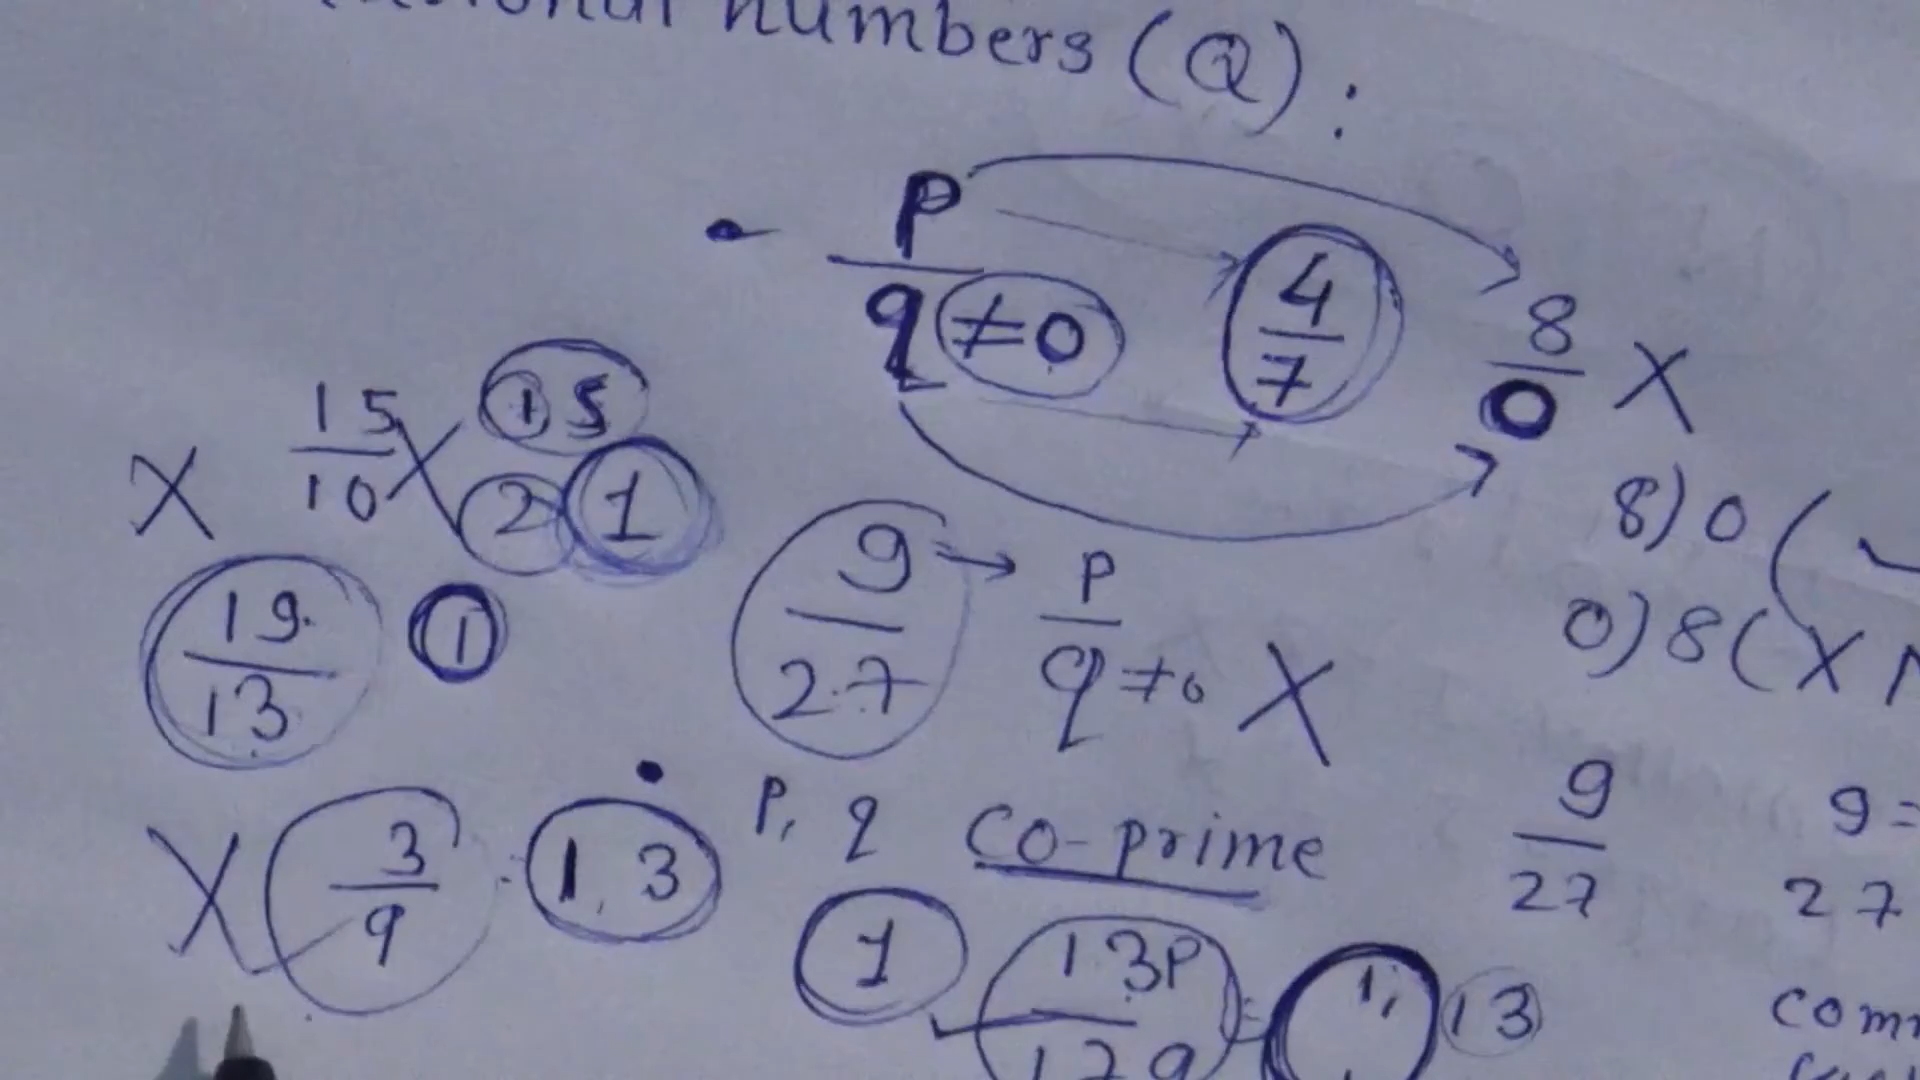 numbers (Q) :
p/q ≠ 0
4/7
8/0 X
X 15/10 X 15
2 1
8) 0 (
0) 8 ( X
19/13 1
9/27 → p/q ≠ 0 X
X 3/9 : 1, 3
p, q Co-prime
9/27
9 =
27
1
13p
1, 13